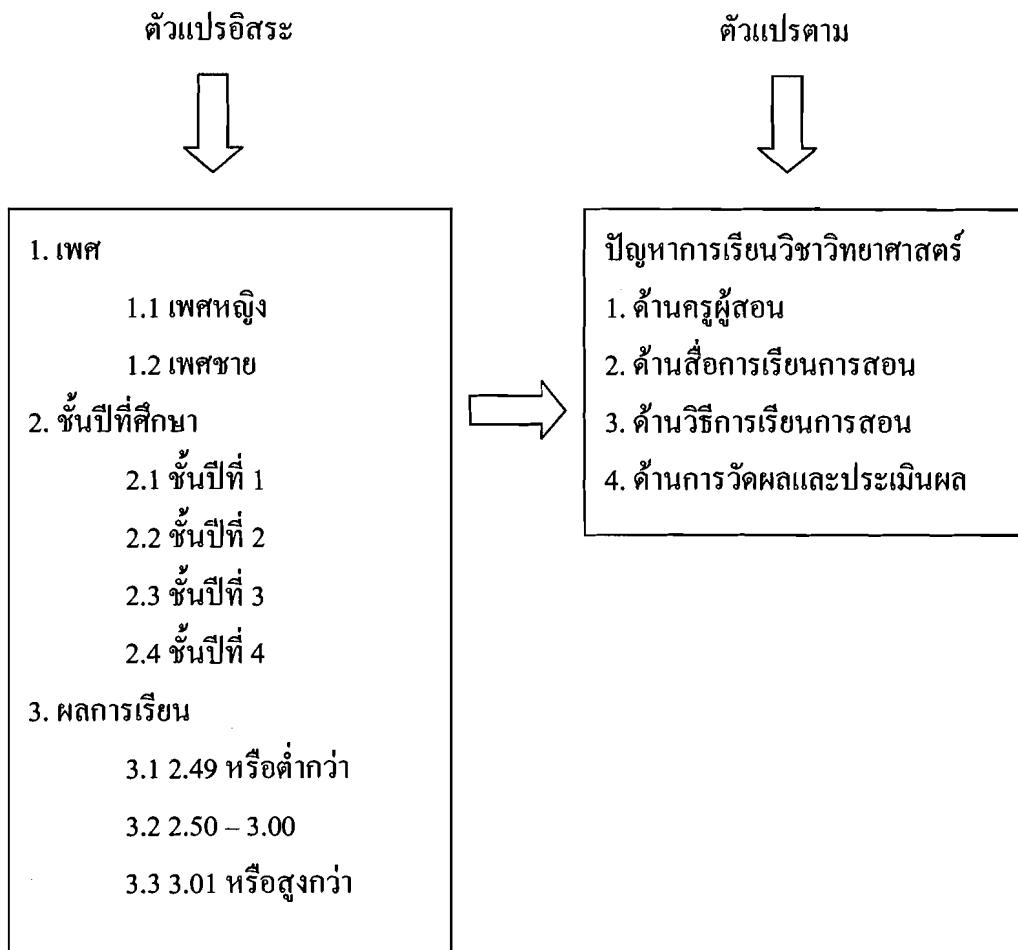 ตัวแปรอิสระ
ตัวแปรตาม
1. เพศ
1.1 เพศหญิง
1.2 เพศชาย
2. ชั้นปีที่ศึกษา
2.1 ชั้นปีที่ 1
2.2 ชั้นปีที่ 2
2.3 ชั้นปีที่ 3
2.4 ชั้นปีที่ 4
3. ผลการเรียน
3.1 2.49 หรือต่ำกว่า
3.2 2.50 – 3.00
3.3 3.01 หรือสูงกว่า
ปัญหาการเรียนวิชาวิทยาศาสตร์
1. ด้านครูผู้สอน
2. ด้านสื่อการเรียนการสอน
3. ด้านวิธีการเรียนการสอน
4. ด้านการวัดผลและประเมินผล